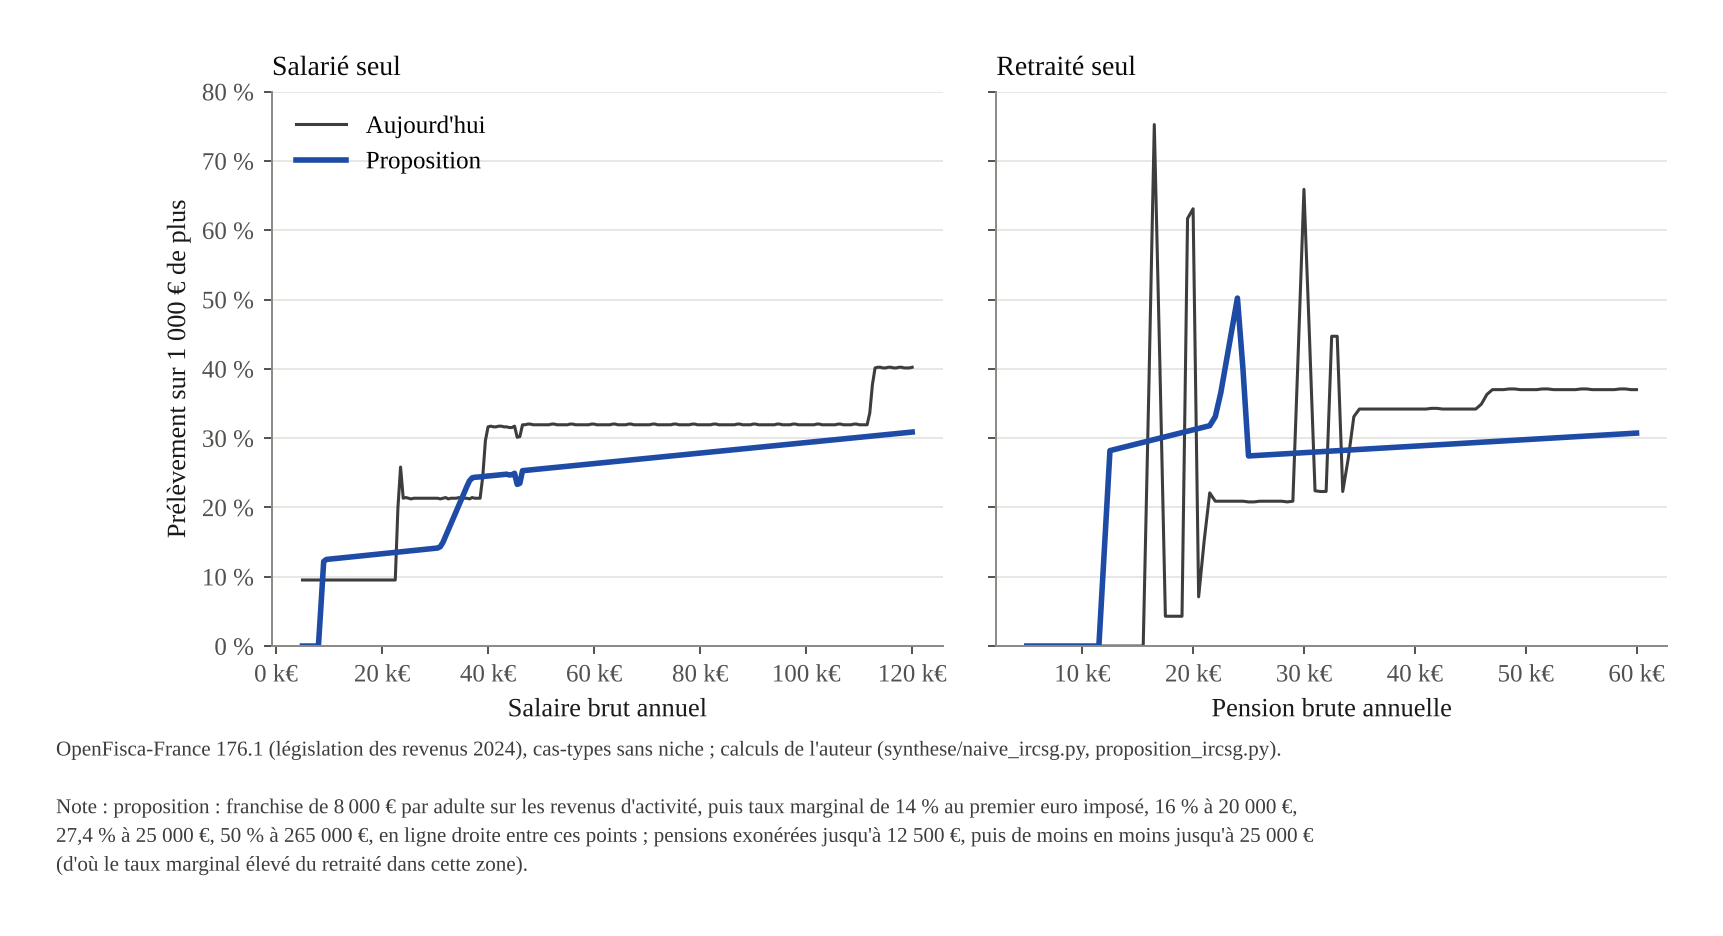 Salarié seul
Retraité seul
80 %
70 %
60 %
50 %
40 %
30 %
20 %
10 %
0 %
Prélèvement sur 1 000 € de plus
Aujourd'hui
Proposition
0 k€ 20 k€ 40 k€ 60 k€ 80 k€ 100 k€ 120 k€
10 k€ 20 k€ 30 k€ 40 k€ 50 k€ 60 k€
Salaire brut annuel
Pension brute annuelle
OpenFisca-France 176.1 (législation des revenus 2024), cas-types sans niche ; calculs de l'auteur (synthese/naive_ircsg.py, proposition_ircsg.py).
Note : proposition : franchise de 8 000 € par adulte sur les revenus d'activité, puis taux marginal de 14 % au premier euro imposé, 16 % à 20 000 €,
27,4 % à 25 000 €, 50 % à 265 000 €, en ligne droite entre ces points ; pensions exonérées jusqu'à 12 500 €, puis de moins en moins jusqu'à 25 000 €
(d'où le taux marginal élevé du retraité dans cette zone).